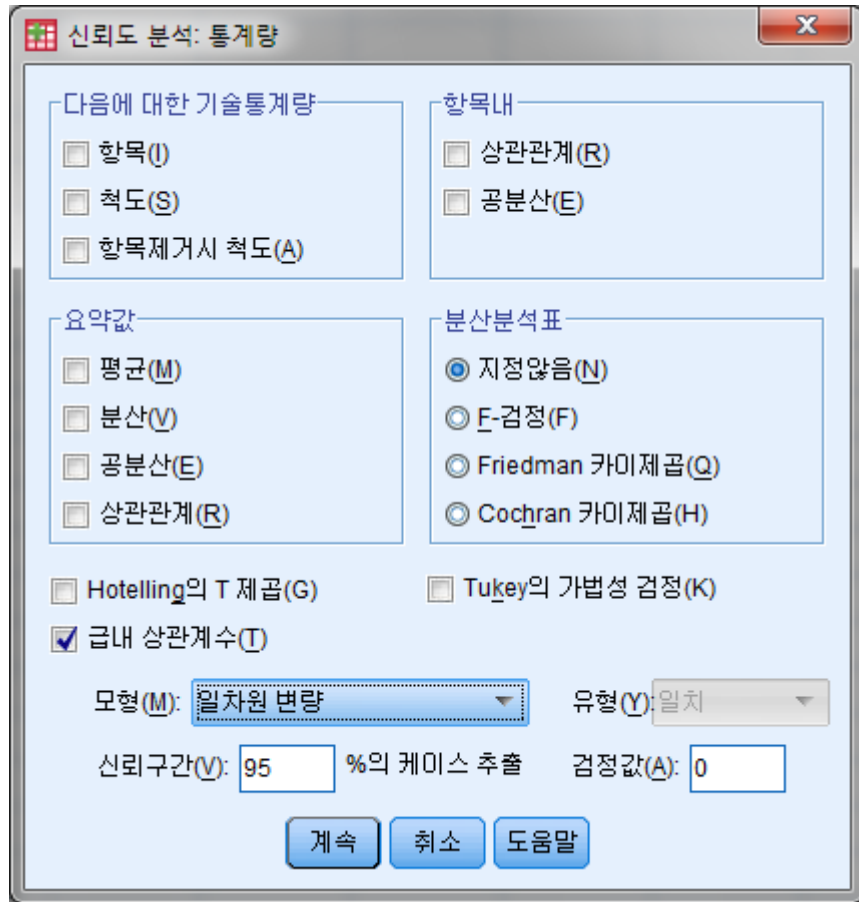 신뢰도 분석: 통계량
다음에 대한 기술통계량
항목(I)
척도(S)
항목제거시 척도(A)
항목내
상관관계(R)
공분산(E)
요약값
평균(M)
분산(V)
공분산(E)
상관관계(R)
분산분석표
지정않음(N)
F-검정(F)
Friedman 카이제곱(Q)
Cochran 카이제곱(H)
Hotelling의 T 제곱(G)
Tukey의 가법성 검정(K)
급내 상관계수(T)
모형(M): 일차원 변량 유형(Y): 일치
신뢰구간(V): 95 %의 케이스 추출 검정값(A): 0
계속 취소 도움말